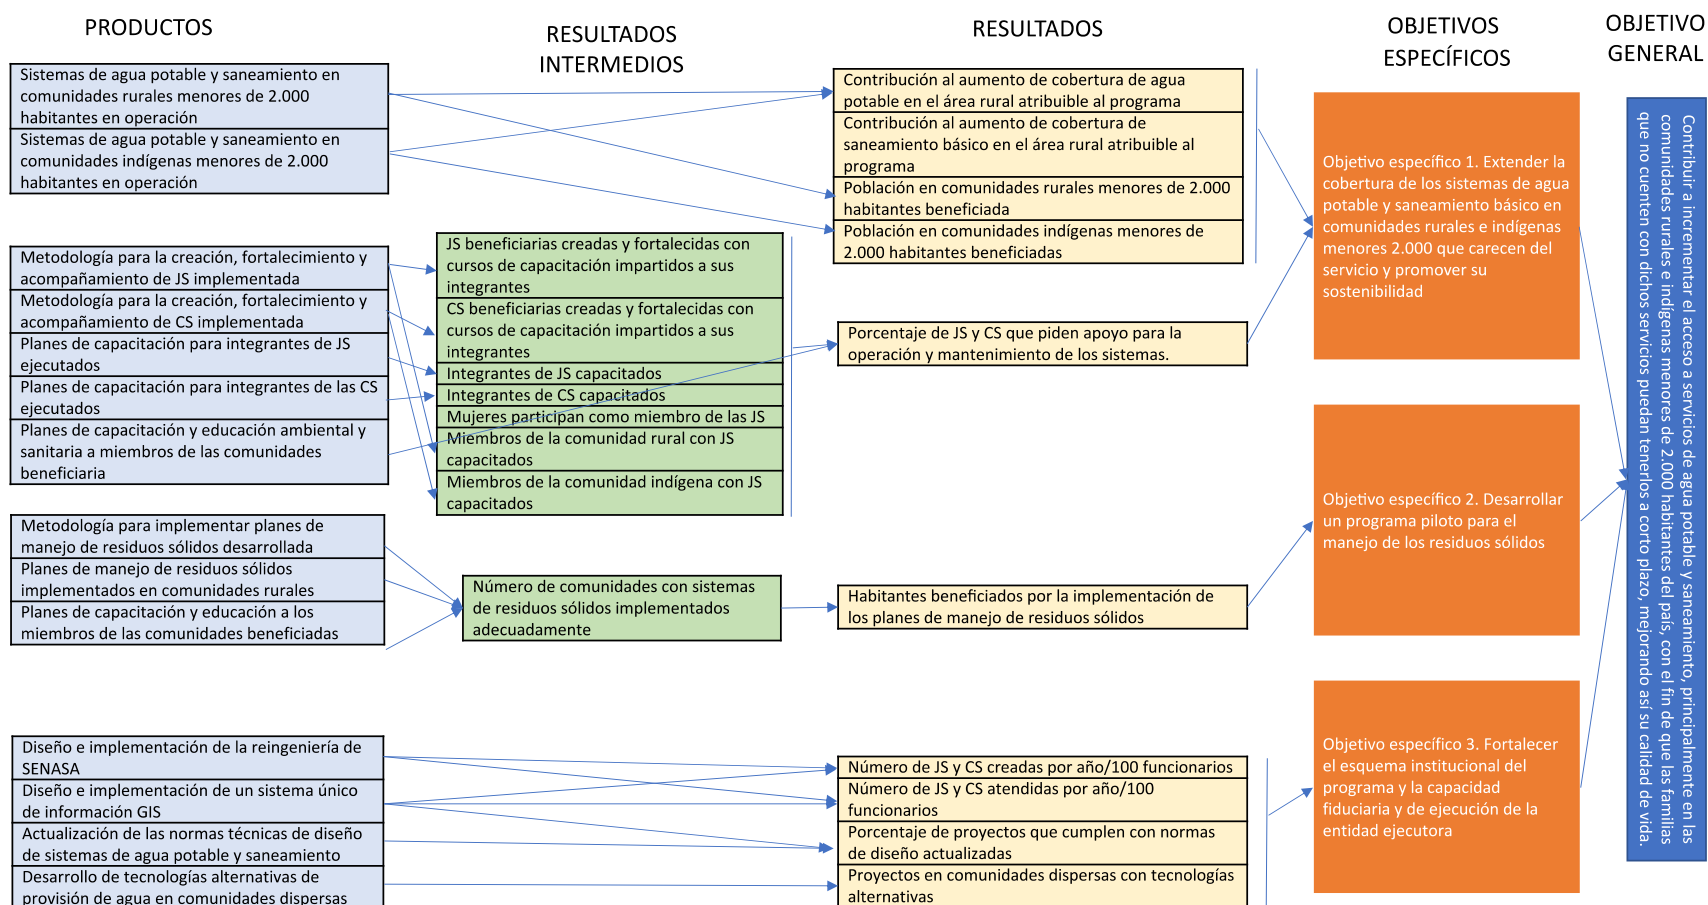 PRODUCTOS
Sistemas de agua potable y saneamiento en
comunidades rurales menores de 2.000
habitantes en operación
Sistemas de agua potable y saneamiento en
comunidades indígenas menores de 2.000
habitantes en operación
Metodología para la creación, fortalecimiento y
acompañamiento de JS implementada
Metodología para la creación, fortalecimiento y
acompañamiento de CS implementada
Planes de capacitación para integrantes de JS
ejecutados
Planes de capacitación para integrantes de las CS
ejecutados
Planes de capacitación y educación ambiental y
sanitaria a miembros de las comunidades
beneficiaria
Metodología para implementar planes de
manejo de residuos sólidos desarrollada
Planes de manejo de residuos sólidos
implementados en comunidades rurales
Planes de capacitación y educación a los
miembros de las comunidades beneficiadas
Diseño e implementación de la reingeniería de
SENASA
Diseño e implementación de un sistema único
de información GIS
Actualización de las normas técnicas de diseño
de sistemas de agua potable y saneamiento
Desarrollo de tecnologías alternativas de
provisión de agua en comunidades dispersas
RESULTADOS
INTERMEDIOS
JS beneficiarias creadas y fortalecidas con
cursos de capacitación impartidos a sus
integrantes
CS beneficiarias creadas y fortalecidas con
cursos de capacitación impartidos a sus
integrantes
Integrantes de JS capacitados
Integrantes de CS capacitados
Mujeres participan como miembro de las JS
Miembros de la comunidad rural con JS
capacitados
Miembros de la comunidad indígena con JS
capacitados
Número de comunidades con sistemas
de residuos sólidos implementados
adecuadamente
RESULTADOS
Contribución al aumento de cobertura de agua
potable en el área rural atribuible al programa
Contribución al aumento de cobertura de
saneamiento básico en el área rural atribuible al
programa
Población en comunidades rurales menores de 2.000
habitantes beneficiada
Población en comunidades indígenas menores de
2.000 habitantes beneficiadas
Porcentaje de JS y CS que piden apoyo para la
operación y mantenimiento de los sistemas.
Habitantes beneficiados por la implementación de
los planes de manejo de residuos sólidos
Número de JS y CS creadas por año/100 funcionarios
Número de JS y CS atendidas por año/100
funcionarios
Porcentaje de proyectos que cumplen con normas
de diseño actualizadas
Proyectos en comunidades dispersas con tecnologías
alternativas
OBJETIVOS
ESPECÍFICOS
Objetivo específico 1. Extender la
cobertura de los sistemas de agua
potable y saneamiento básico en
comunidades rurales e indígenas
menores 2.000 que carecen del
servicio y promover su
sostenibilidad
Objetivo específico 2. Desarrollar
un programa piloto para el
manejo de los residuos sólidos
Objetivo específico 3. Fortalecer
el esquema institucional del
programa y la capacidad
fiduciaria y de ejecución de la
entidad ejecutora
OBJETIVO
GENERAL
Contribuir a incrementar el acceso a servicios de agua potable y saneamiento, principalmente en las
comunidades rurales e indígenas menores de 2.000 habitantes del país, con el fin de que las familias
que no cuenten con dichos servicios puedan tenerlos a corto plazo, mejorando así su calidad de vida.